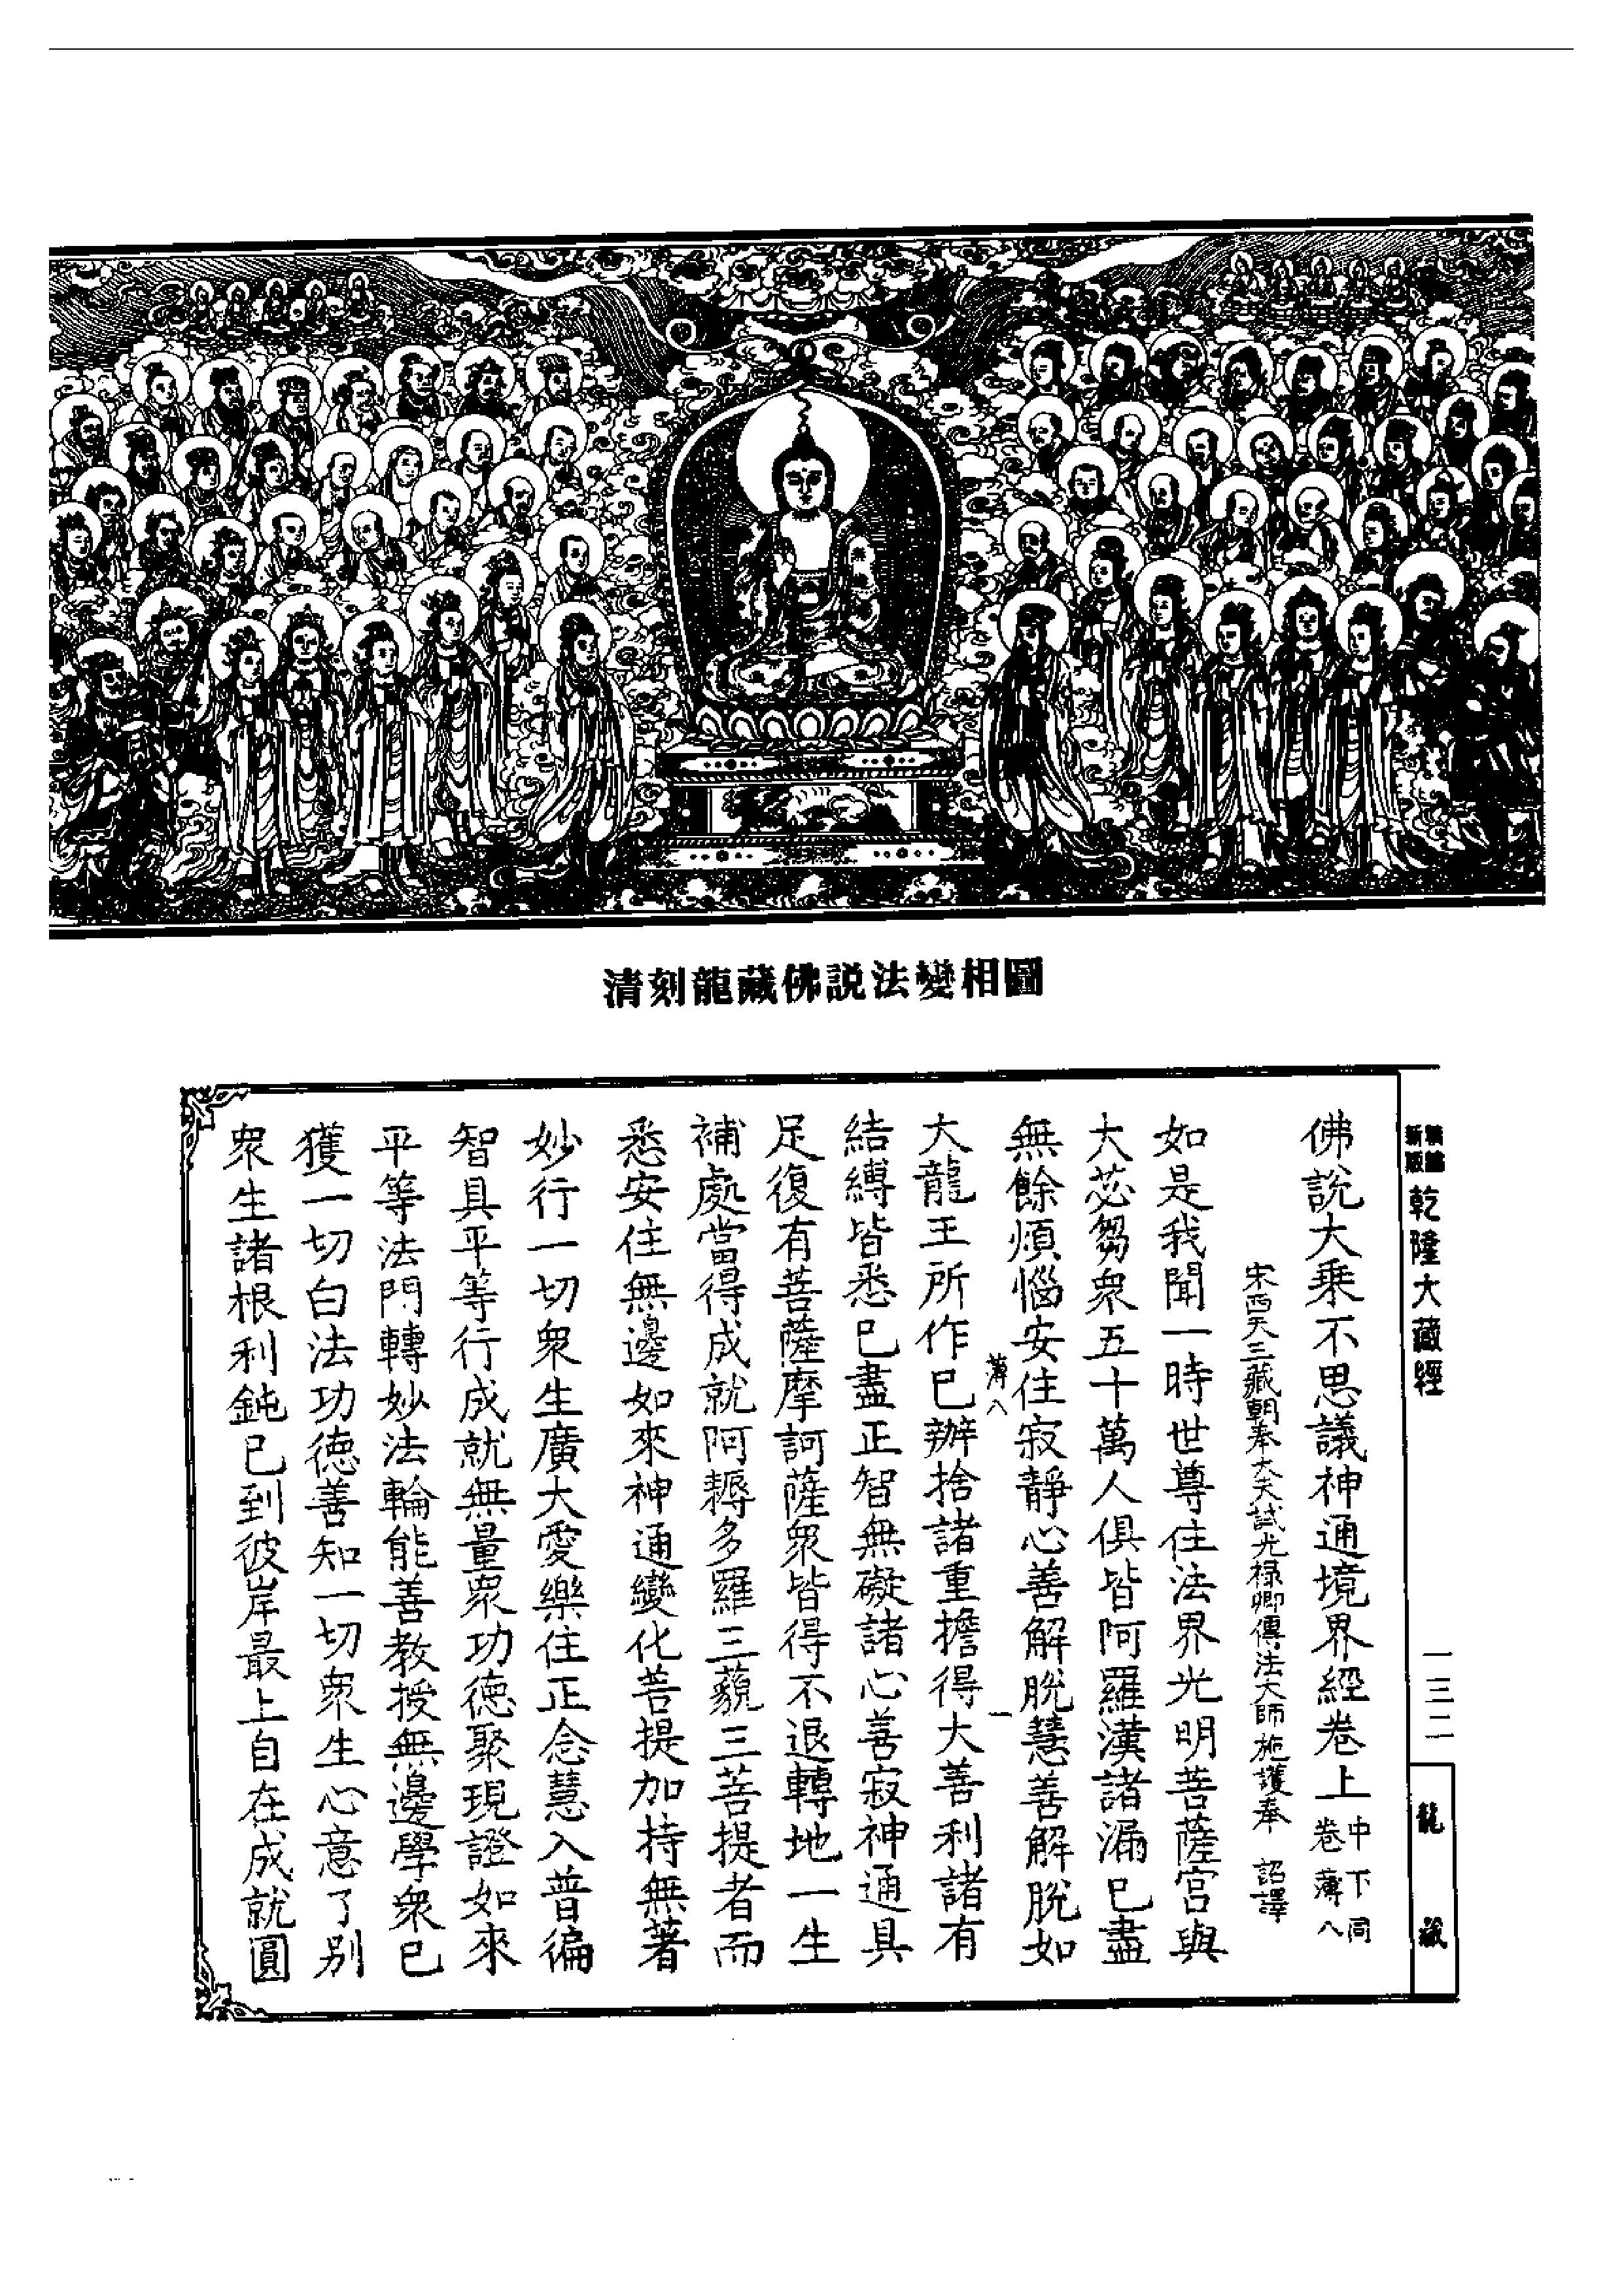 清刻龍藏佛説法變相圖
新版
乾隆大藏經
一三二
龍藏
佛説大乘不思議神通境界經卷上 中下同卷 薄八
宋西天三藏朝奉大夫試光禄卿傳法大師施護奉 詔譯
如是我聞一時世尊住法界光明菩薩宫與
大苾芻衆五十萬人俱皆阿羅漢諸漏已盡
無餘煩惱安住寂靜心善解脱慧善解脱如
薄八
一
大龍王所作已辦捨諸重擔得大善利諸有
結縛皆悉已盡正智無礙諸心善寂神通具
足復有菩薩摩訶薩衆皆得不退轉地一生
補處當得成就阿耨多羅三藐三菩提者而
悉安住無邊如來神通變化菩提加持無著
妙行一切衆生廣大愛樂住正念慧入普徧
智具平等行成就無量衆功德聚現證如來
平等法門轉妙法輪能善教授無邊學衆已
獲一切白法功德善知一切衆生心意了别
衆生諸根利鈍已到彼岸最上自在成就圓